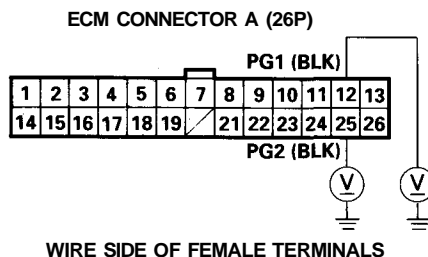 ECM CONNECTOR A (26P)
PG1 (BLK)
1 2 3 4 5 6 7 8 9 10 11 12 13
14 15 16 17 18 19 21 22 23 24 25 26
PG2 (BLK)
V V
WIRE SIDE OF FEMALE TERMINALS